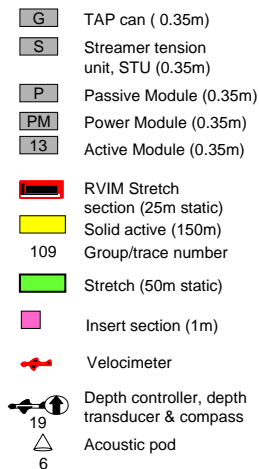 G TAP can ( 0.35m)
S Streamer tension
unit, STU (0.35m)
P Passive Module (0.35m)
PM Power Module (0.35m)
13 Active Module (0.35m)
RVIM Stretch
section (25m static)
Solid active (150m)
109 Group/trace number
Stretch (50m static)
Insert section (1m)
Velocimeter
Depth controller, depth
19 transducer & compass
Acoustic pod
6